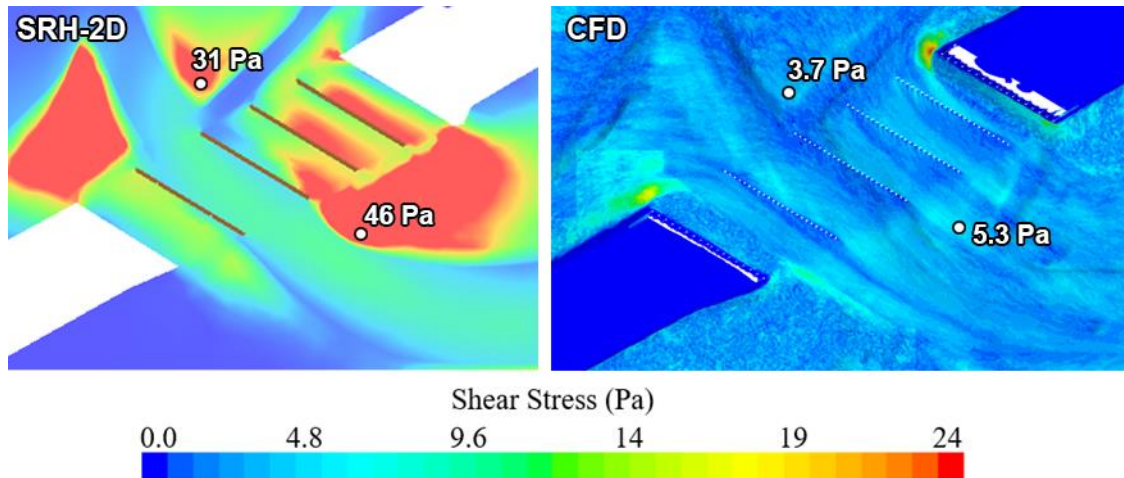 SRH-2D
CFD
31 Pa
3.7 Pa
46 Pa
5.3 Pa
Shear Stress (Pa)
0.0 4.8 9.6 14 19 24